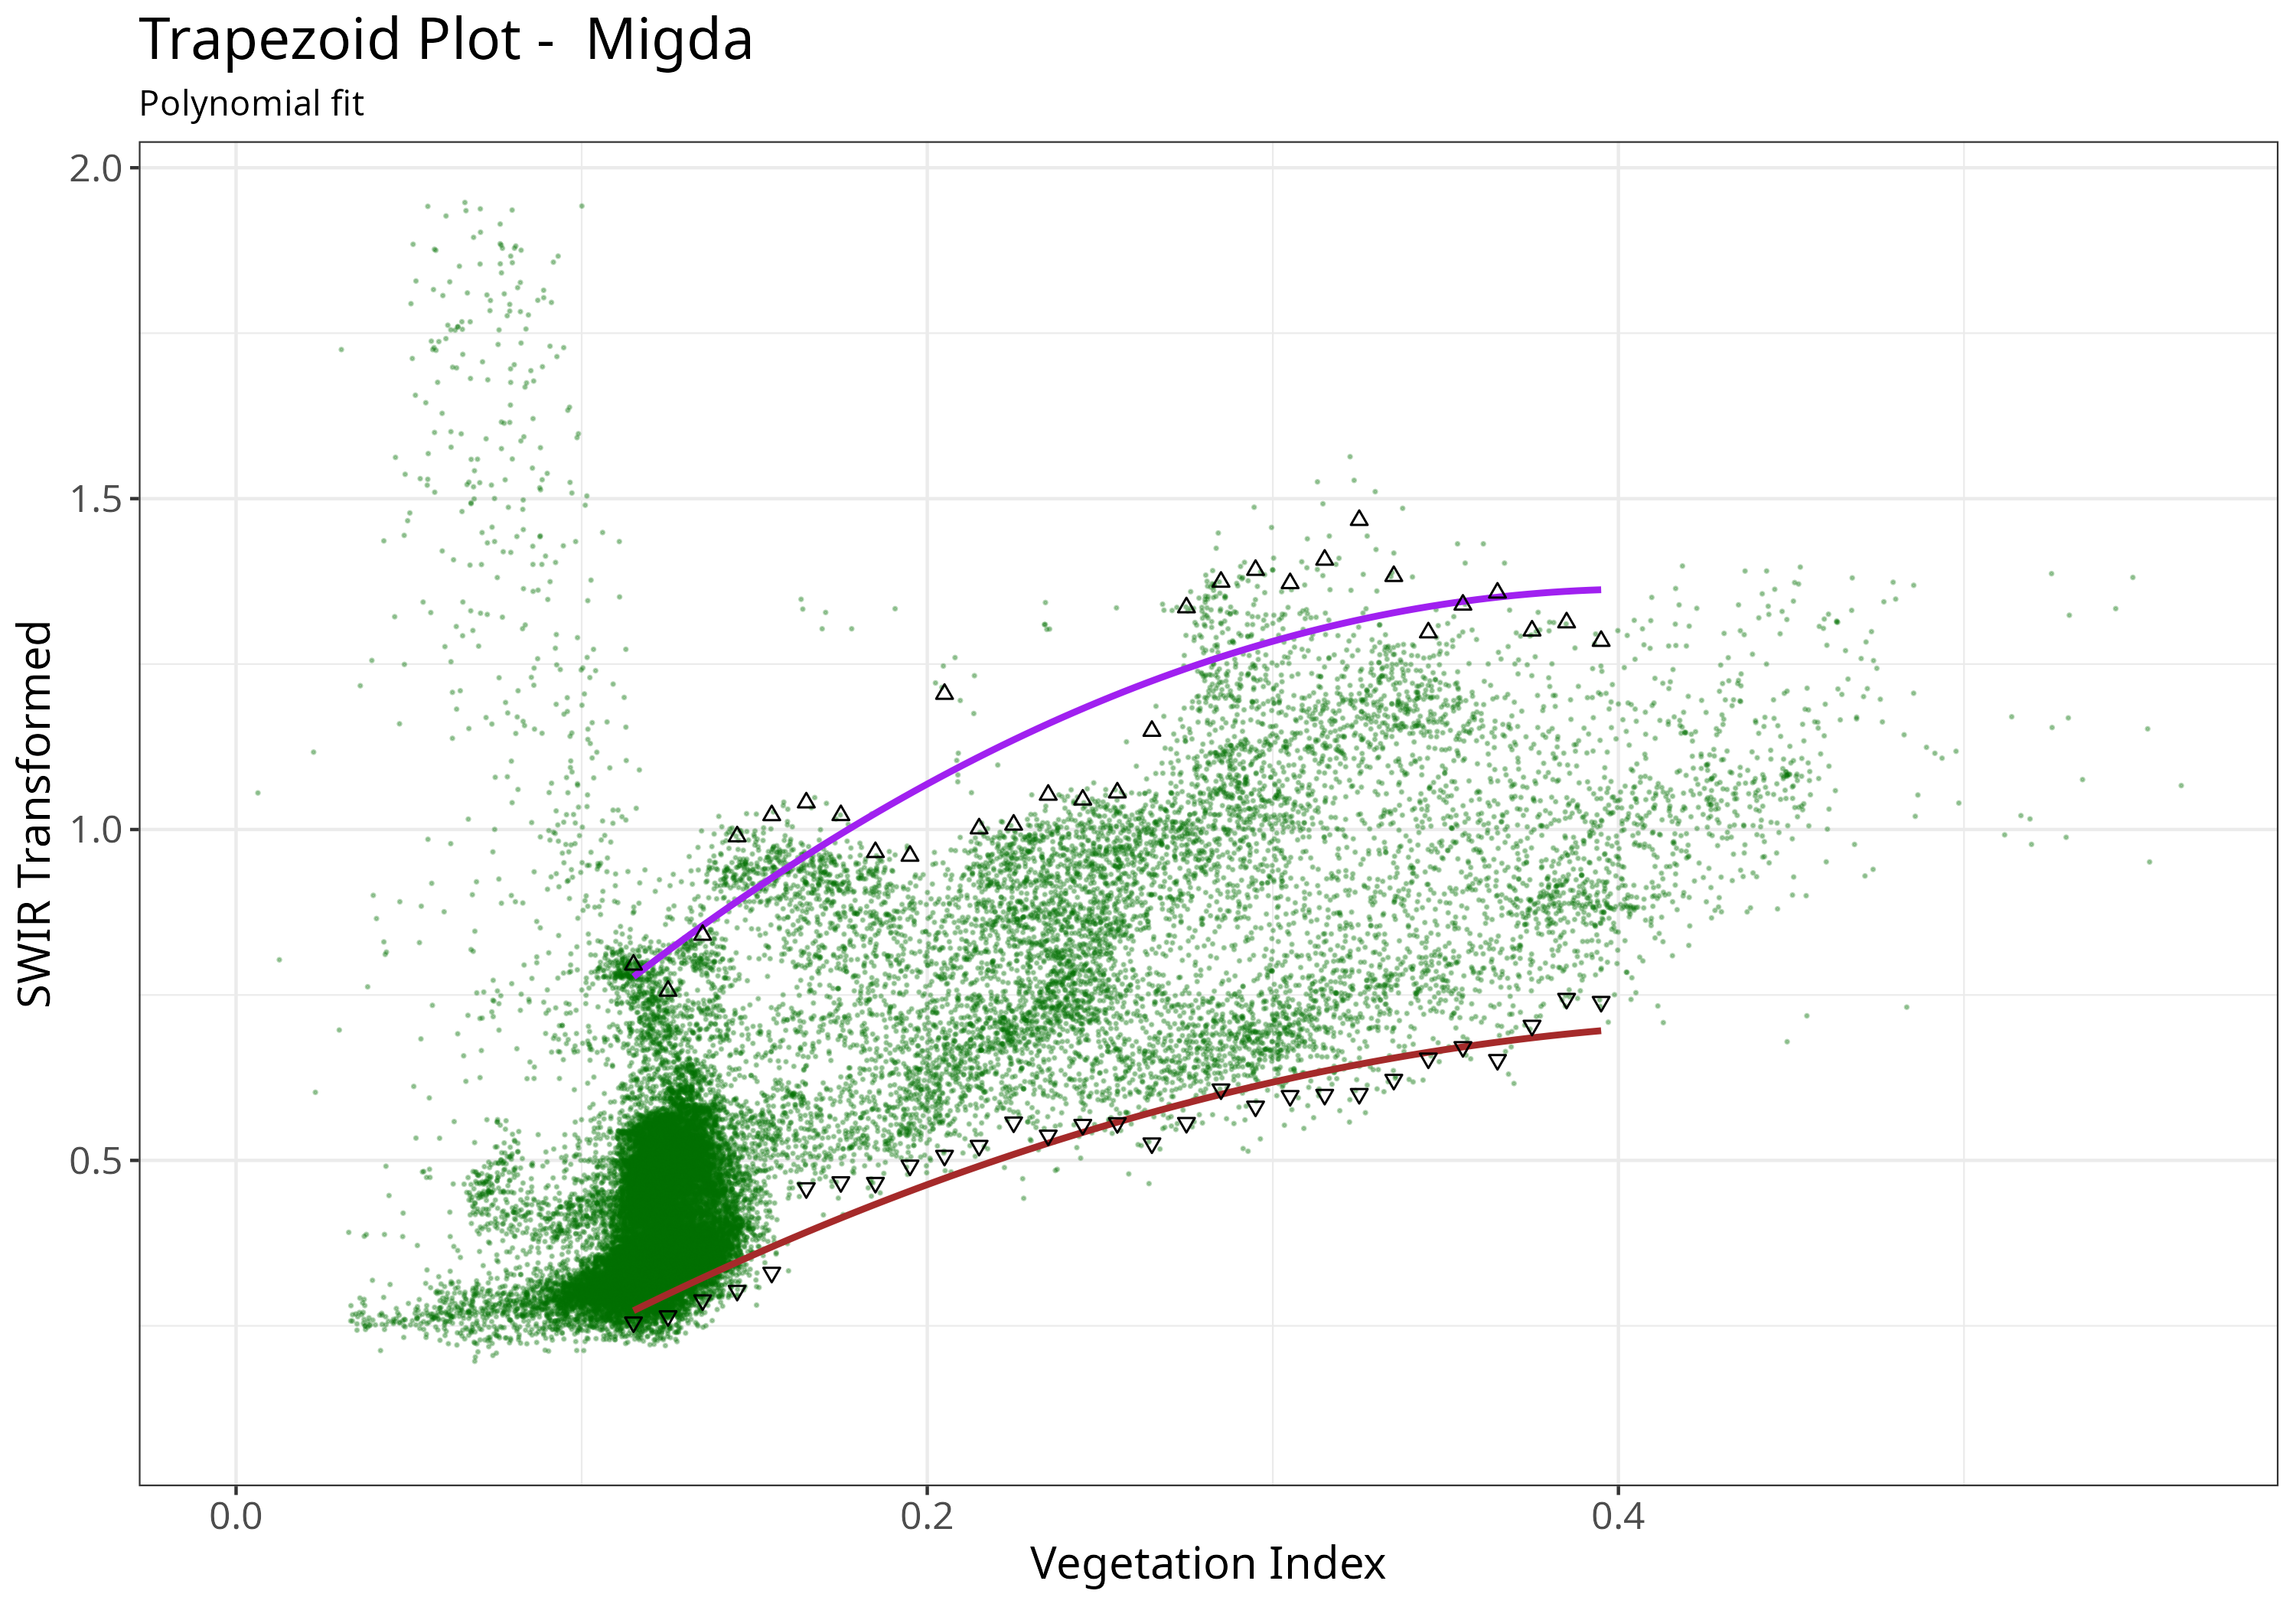 Trapezoid Plot -  Migda
Polynomial fit
2.0
1.5
1.0
0.5
SWIR Transformed
0.0
0.2
0.4
Vegetation Index